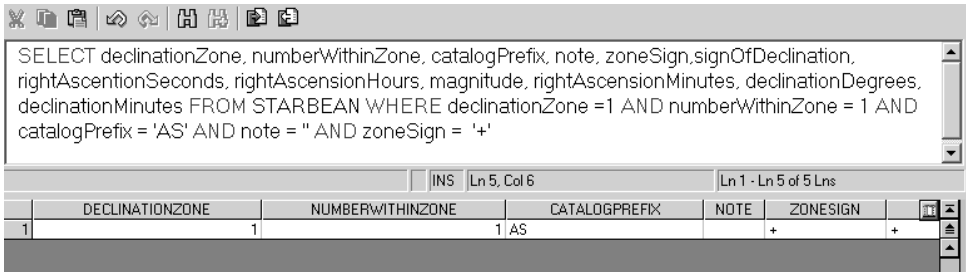 SELECT declinationZone, numberWithinZone, catalogPrefix, note, zoneSign,signOfDeclination,
rightAscentionSeconds, rightAscensionHours, magnitude, rightAscensionMinutes, declinationDegrees,
declinationMinutes FROM STARBEAN WHERE declinationZone =1 AND numberWithinZone = 1 AND
catalogPrefix = 'AS' AND note = '' AND zoneSign = '+'
INS Ln 5, Col 6 Ln 1 - Ln 5 of 5 Lns
DECLINATIONZONE NUMBERWITHINZONE CATALOGPREFIX NOTE ZONESIGN
1 1 1 AS + +